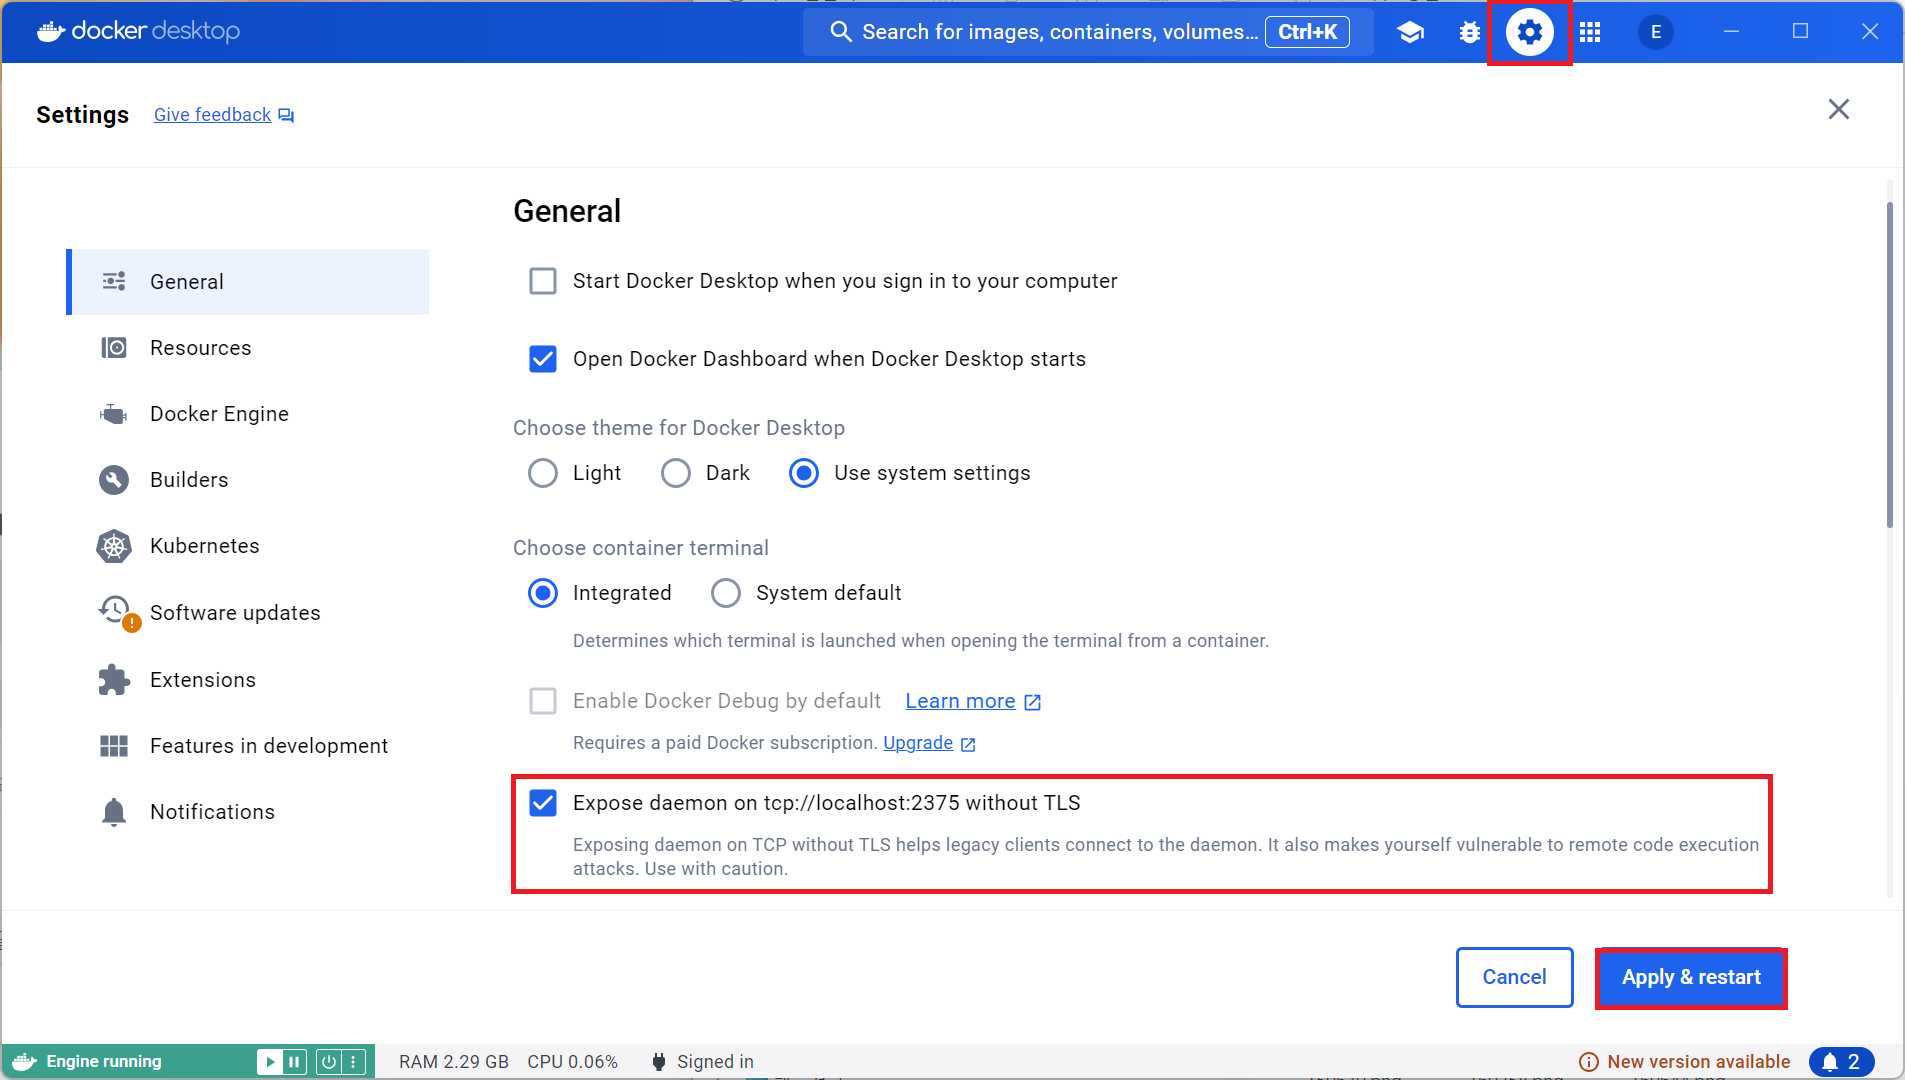 docker desktop
Search for images, containers, volumes... Ctrl+K
E
Settings Give feedback
General
Resources
Docker Engine
Builders
Kubernetes
Software updates
Extensions
Features in development
Notifications
General
Start Docker Desktop when you sign in to your computer
Open Docker Dashboard when Docker Desktop starts
Choose theme for Docker Desktop
Light Dark Use system settings
Choose container terminal
Integrated System default
Determines which terminal is launched when opening the terminal from a container.
Enable Docker Debug by default Learn more
Requires a paid Docker subscription. Upgrade
Expose daemon on tcp://localhost:2375 without TLS
Exposing daemon on TCP without TLS helps legacy clients connect to the daemon. It also makes yourself vulnerable to remote code execution
attacks. Use with caution.
Cancel Apply & restart
Engine running RAM 2.29 GB CPU 0.06% Signed in New version available 2